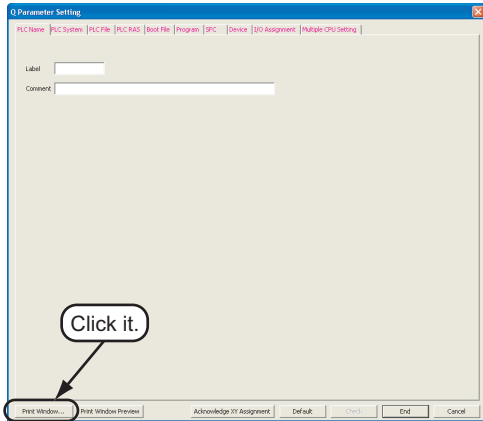 Q Parameter Setting
PLC Name PLC System PLC File PLC RAS Boot File Program SFC Device I/O Assignment Multiple CPU Setting
Label
Comment
Click it.
Print Window... Print Window Preview Acknowledge XY Assignment Default Check End Cancel